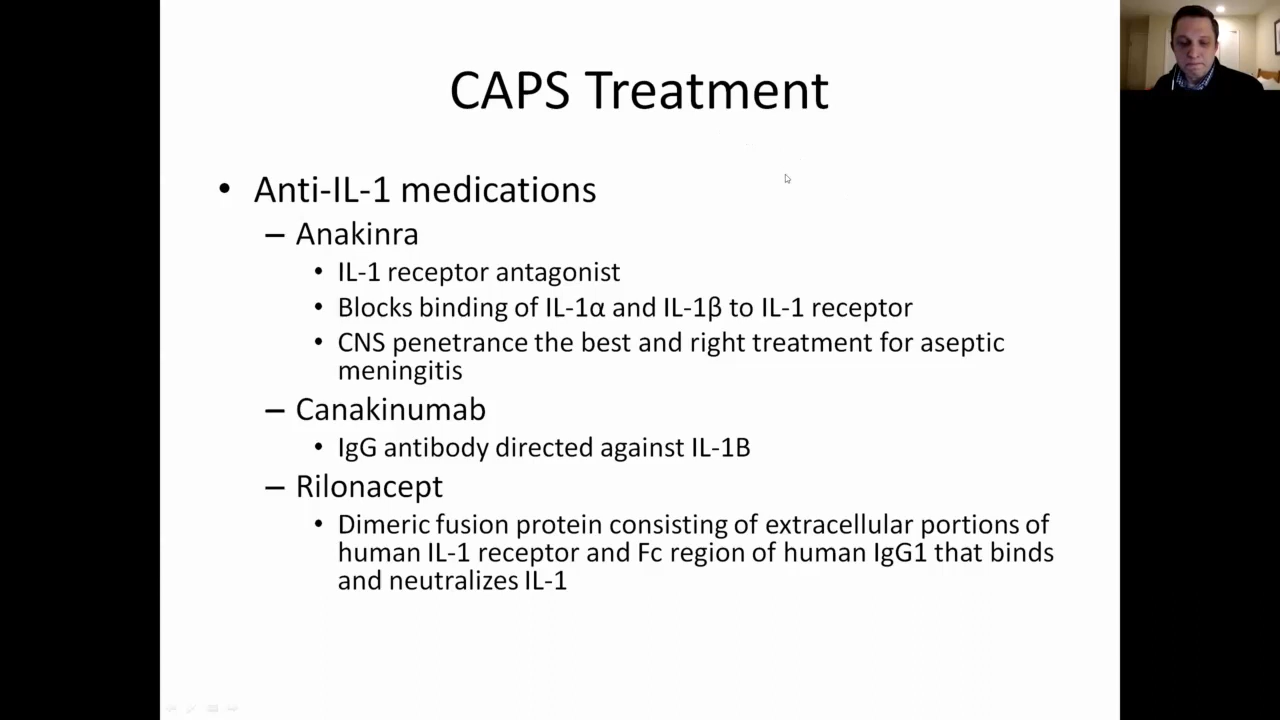 CAPS Treatment
• Anti-IL-1 medications
– Anakinra
• IL-1 receptor antagonist
• Blocks binding of IL-1α and IL-1β to IL-1 receptor
• CNS penetrance the best and right treatment for aseptic
meningitis
– Canakinumab
• IgG antibody directed against IL-1B
– Rilonacept
• Dimeric fusion protein consisting of extracellular portions of
human IL-1 receptor and Fc region of human IgG1 that binds
and neutralizes IL-1